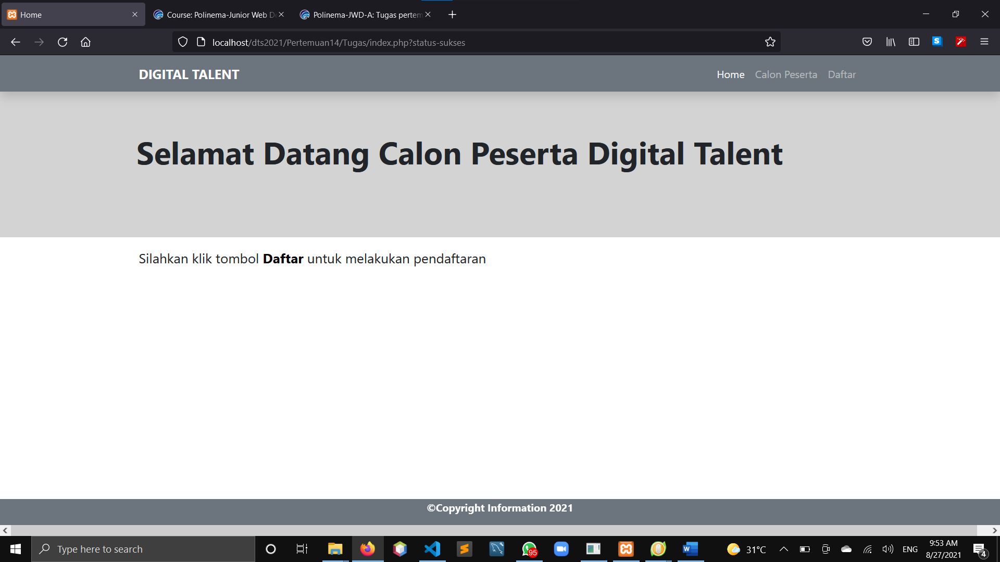 Home
Course: Polinema-Junior Web De
Polinema-JWD-A: Tugas pertem
localhost/dts2021/Pertemuan14/Tugas/index.php?status-sukses
DIGITAL TALENT
Home Calon Peserta Daftar
Selamat Datang Calon Peserta Digital Talent
Silahkan klik tombol Daftar untuk melakukan pendaftaran
©Copyright Information 2021
Type here to search
95
31°C
ENG
9:53 AM
8/27/2021
4